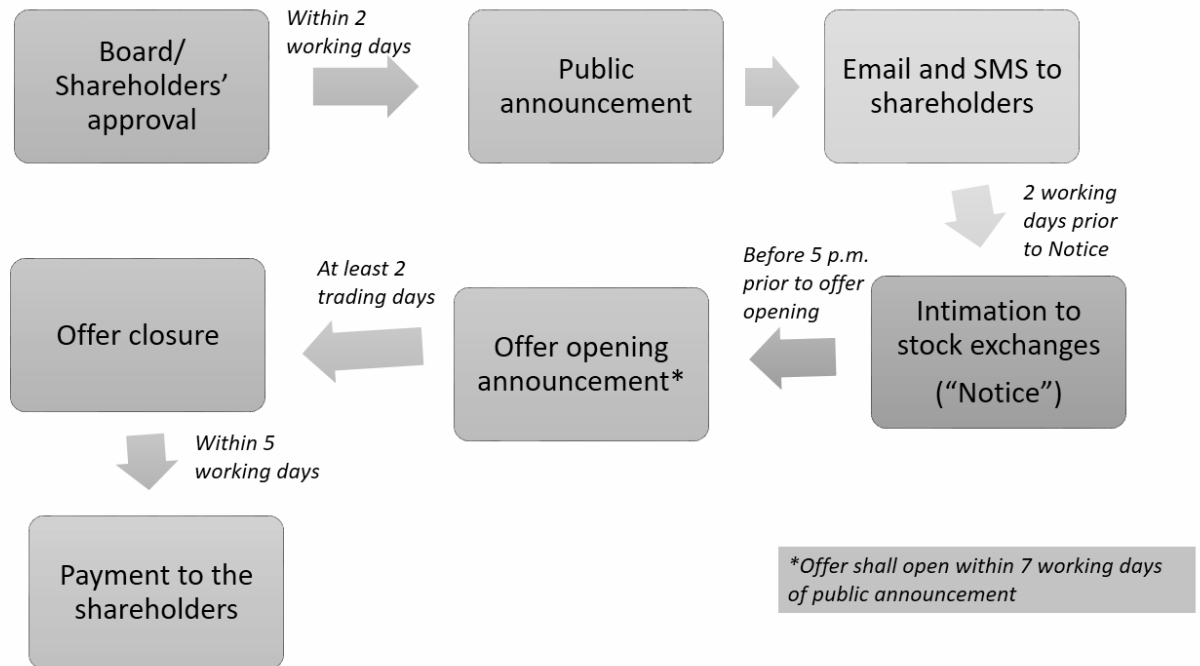 Board/
Shareholders’
approval
Within 2
working days
Public
announcement
Email and SMS to
shareholders
2 working
days prior
to Notice
Intimation to
stock exchanges
(“Notice”)
Before 5 p.m.
prior to offer
opening
Offer opening
announcement*
At least 2
trading days
Offer closure
Within 5
working days
Payment to the
shareholders
*Offer shall open within 7 working days
of public announcement